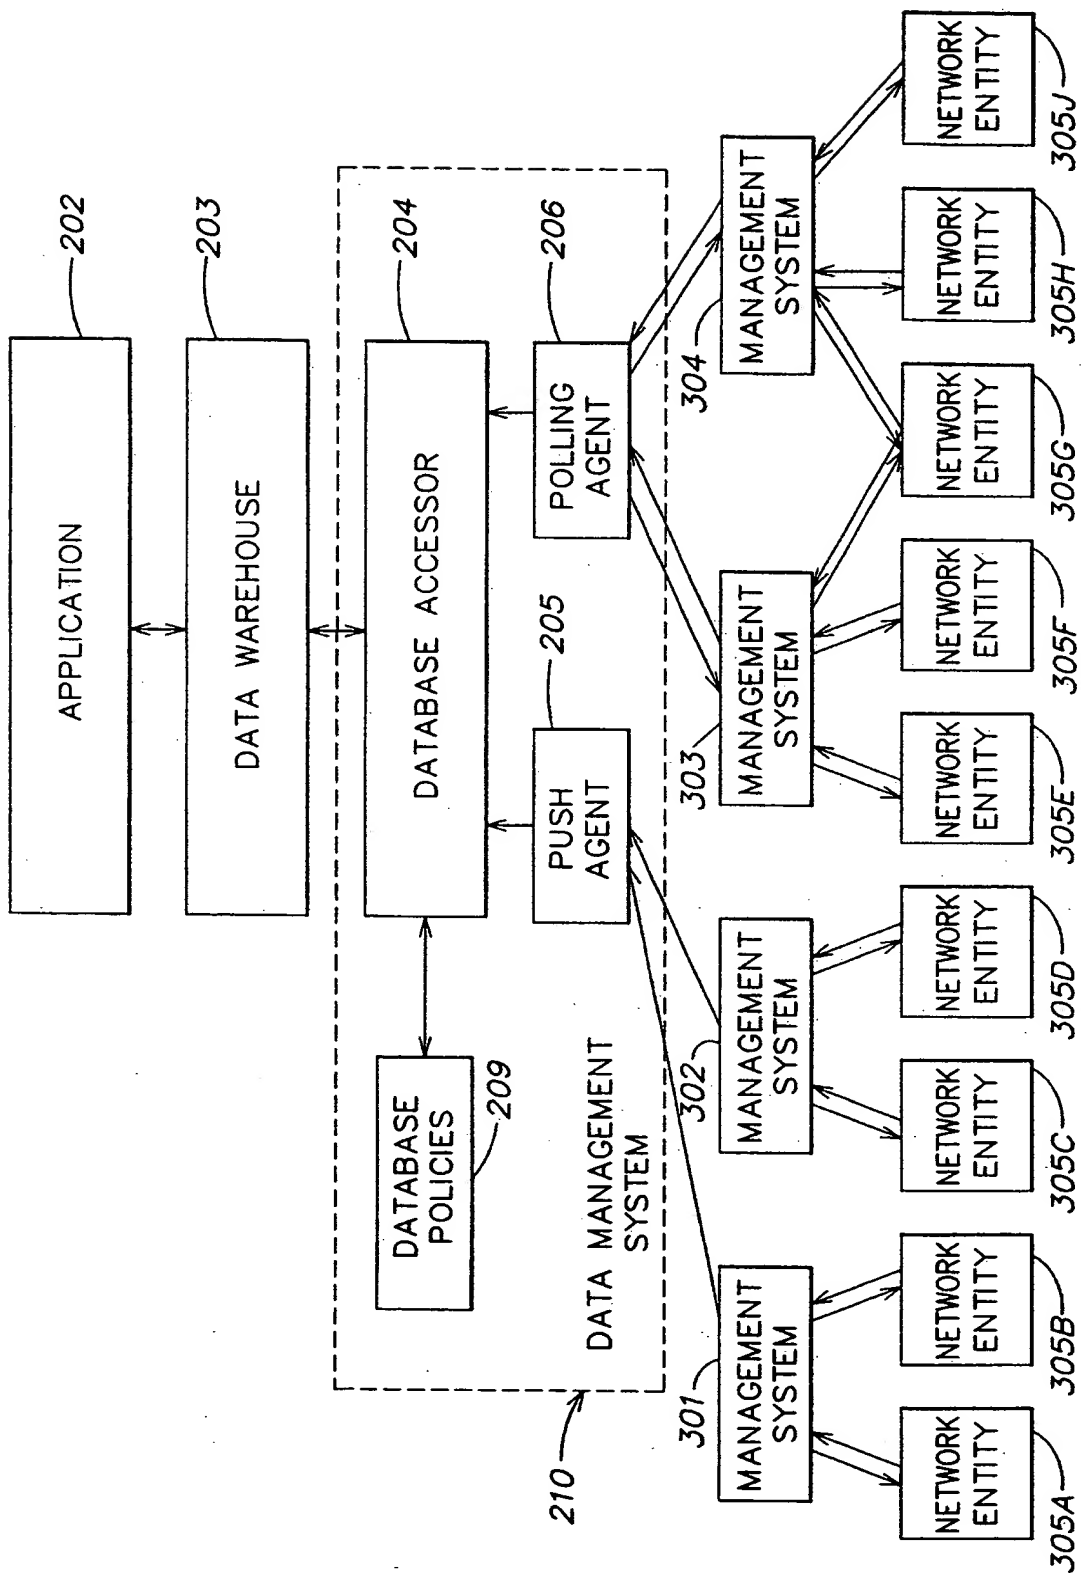 APPLICATION
202
DATA WAREHOUSE
203
DATABASE ACCESSOR
204
DATABASE
POLICIES
209
PUSH
AGENT
205
POLLING
AGENT
206
DATA MANAGEMENT
SYSTEM
210
MANAGEMENT
SYSTEM
301
MANAGEMENT
SYSTEM
302
MANAGEMENT
SYSTEM
303
MANAGEMENT
SYSTEM
304
NETWORK
ENTITY
305A
NETWORK
ENTITY
305B
NETWORK
ENTITY
305C
NETWORK
ENTITY
305D
NETWORK
ENTITY
305E
NETWORK
ENTITY
305F
NETWORK
ENTITY
305G
NETWORK
ENTITY
305H
NETWORK
ENTITY
305J